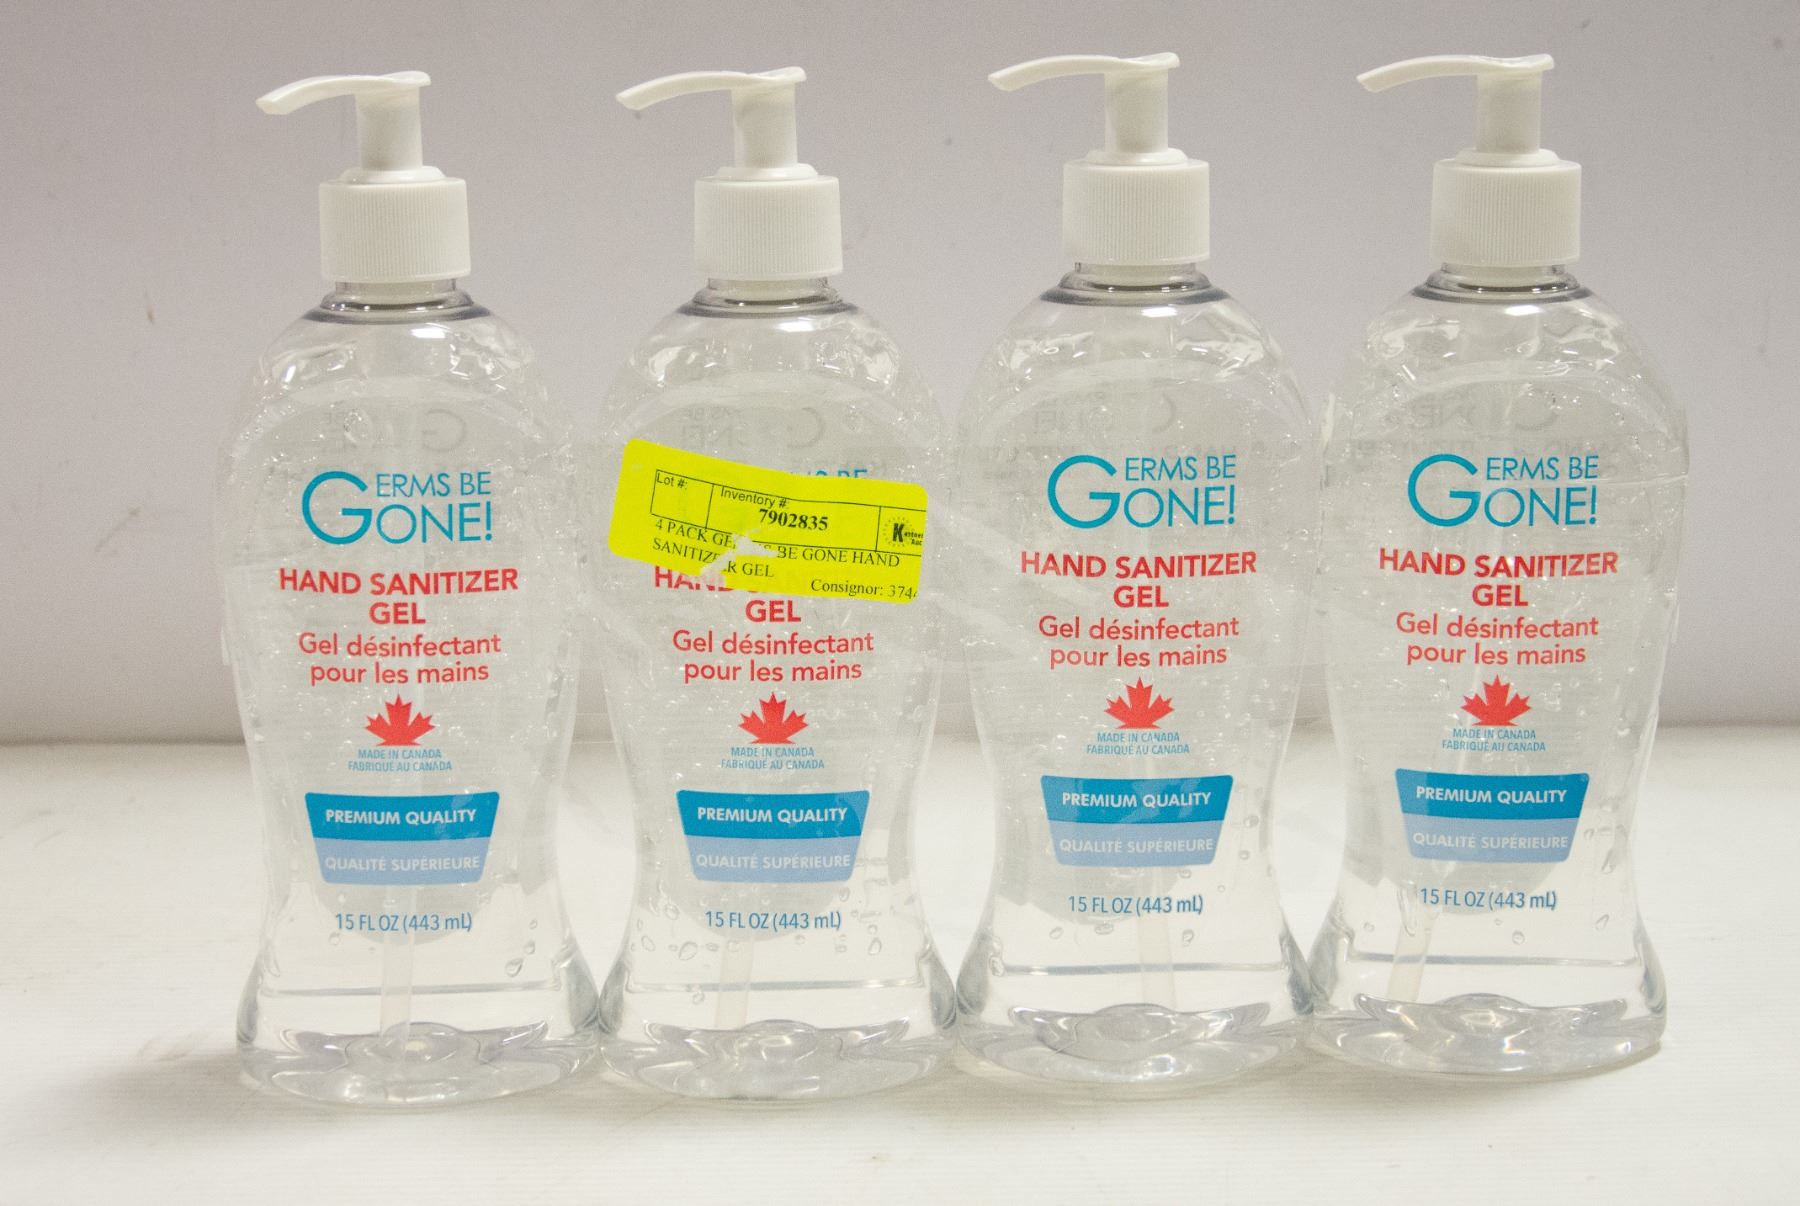 GERMS BE
GONE!
HAND SANITIZER
GEL
Gel désinfectant
pour les mains
MADE IN CANADA
FABRIQUÉ AU CANADA
PREMIUM QUALITY
QUALITÉ SUPÉRIEURE
15 FL OZ (443 mL)
Lot #:
Inventory #:
7902835
4 PACK GERMS BE GONE HAND
SANITIZER GEL
Consignor: 374
BE
HAND
GEL
Gel désinfectant
pour les mains
MADE IN CANADA
FABRIQUÉ AU CANADA
PREMIUM QUALITY
QUALITÉ SUPÉRIEURE
15 FL OZ (443 mL)
GERMS BE
GONE!
HAND SANITIZER
GEL
Gel désinfectant
pour les mains
MADE IN CANADA
FABRIQUÉ AU CANADA
PREMIUM QUALITY
QUALITÉ SUPÉRIEURE
15 FL OZ (443 mL)
GERMS BE
GONE!
HAND SANITIZER
GEL
Gel désinfectant
pour les mains
MADE IN CANADA
FABRIQUÉ AU CANADA
PREMIUM QUALITY
QUALITÉ SUPÉRIEURE
15 FL OZ (443 mL)